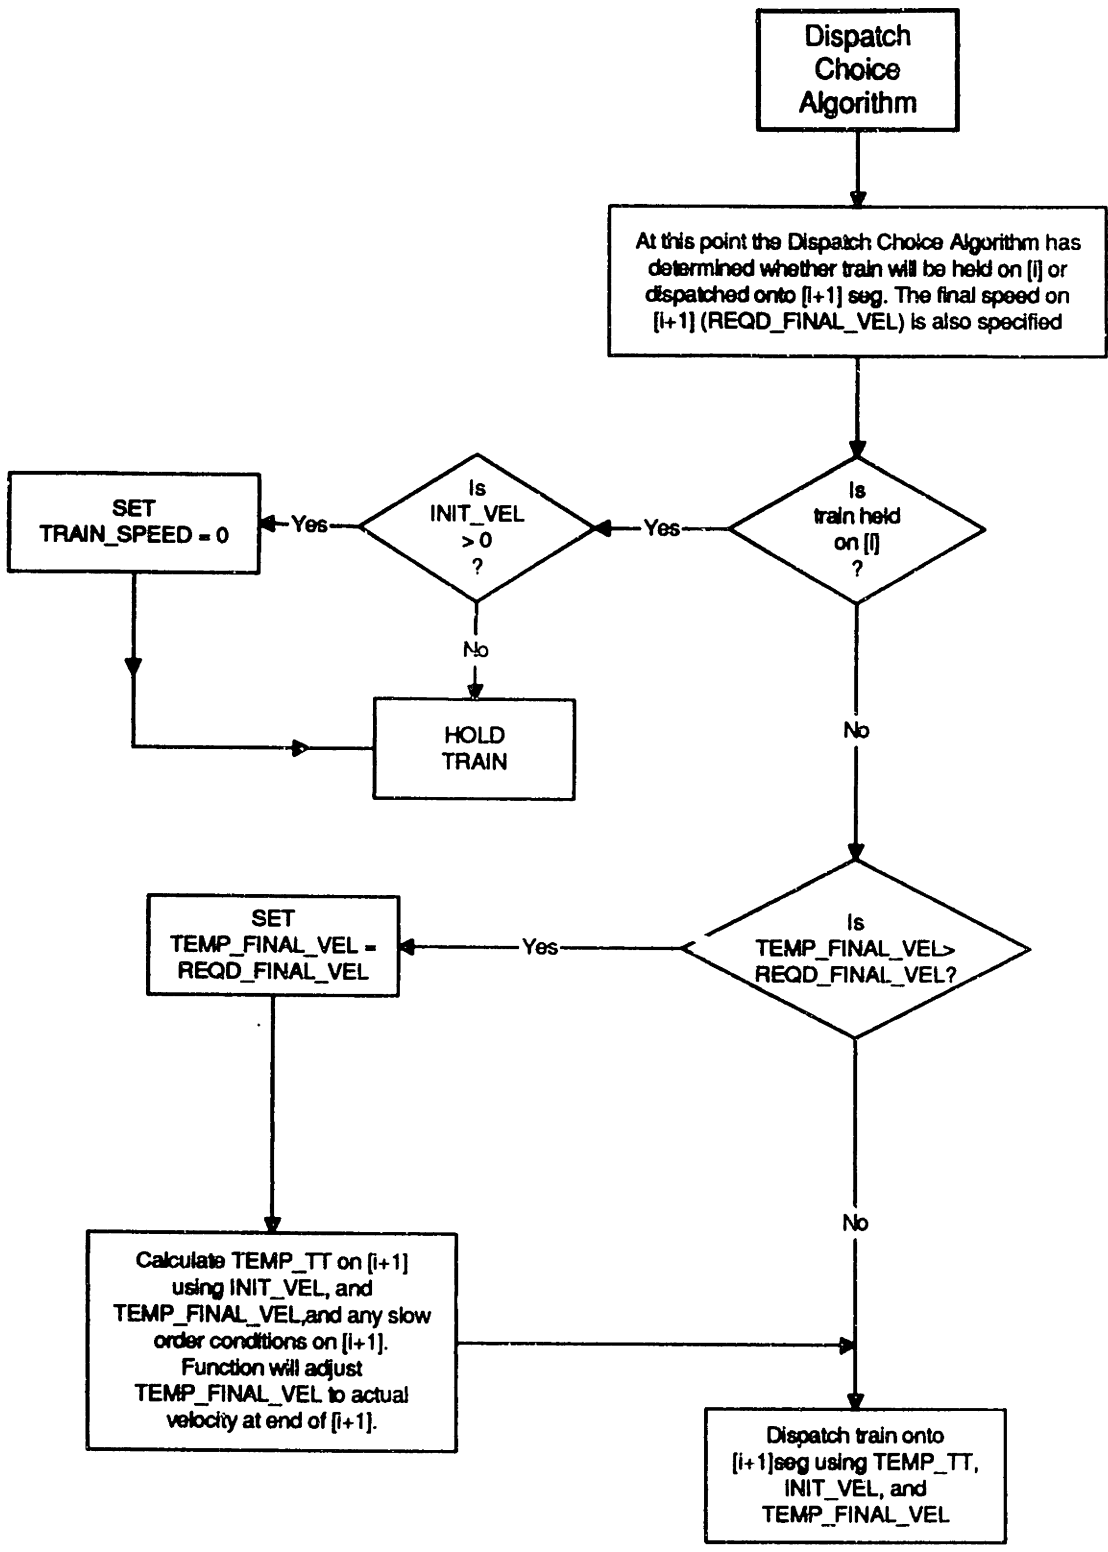 Dispatch
Choice
Algorithm
At this point the Dispatch Choice Algorithm has
determined whether train will be held on [i] or
dispatched onto [i+1] seg. The final speed on
[i+1] (REQD_FINAL_VEL) is also specified
Is
train held
on [i]
?
Yes
Is
INIT_VEL
> 0
?
Yes
SET
TRAIN_SPEED = 0
No
HOLD
TRAIN
No
Is
TEMP_FINAL_VEL>
REQD_FINAL_VEL?
Yes
SET
TEMP_FINAL_VEL =
REQD_FINAL_VEL
No
Calculate TEMP_TT on [i+1]
using INIT_VEL, and
TEMP_FINAL_VEL,and any slow
order conditions on [i+1].
Function will adjust
TEMP_FINAL_VEL to actual
velocity at end of [i+1].
Dispatch train onto
[i+1]seg using TEMP_TT,
INIT_VEL, and
TEMP_FINAL_VEL